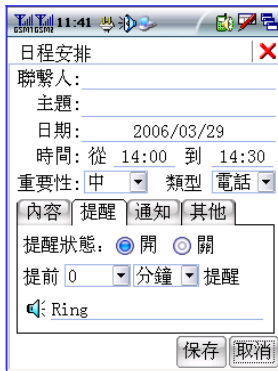 GSM1 GSM2 11:41
日程安排
聯繫人:
主題:
日期: 2006/03/29
時間: 從 14:00 到 14:30
重要性: 中 類型 電話
內容 提醒 通知 其他
提醒狀態: 開 關
提前 0 分鐘 提醒
Ring
保存 取消